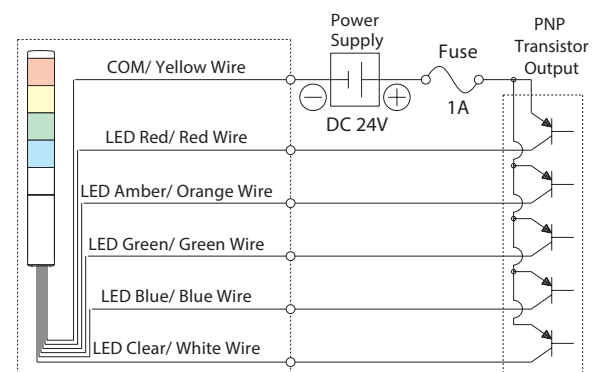 Power
Supply
PNP
Transistor
Output
Fuse
COM/ Yellow Wire
− +
1A
DC 24V
LED Red/ Red Wire
LED Amber/ Orange Wire
LED Green/ Green Wire
LED Blue/ Blue Wire
LED Clear/ White Wire